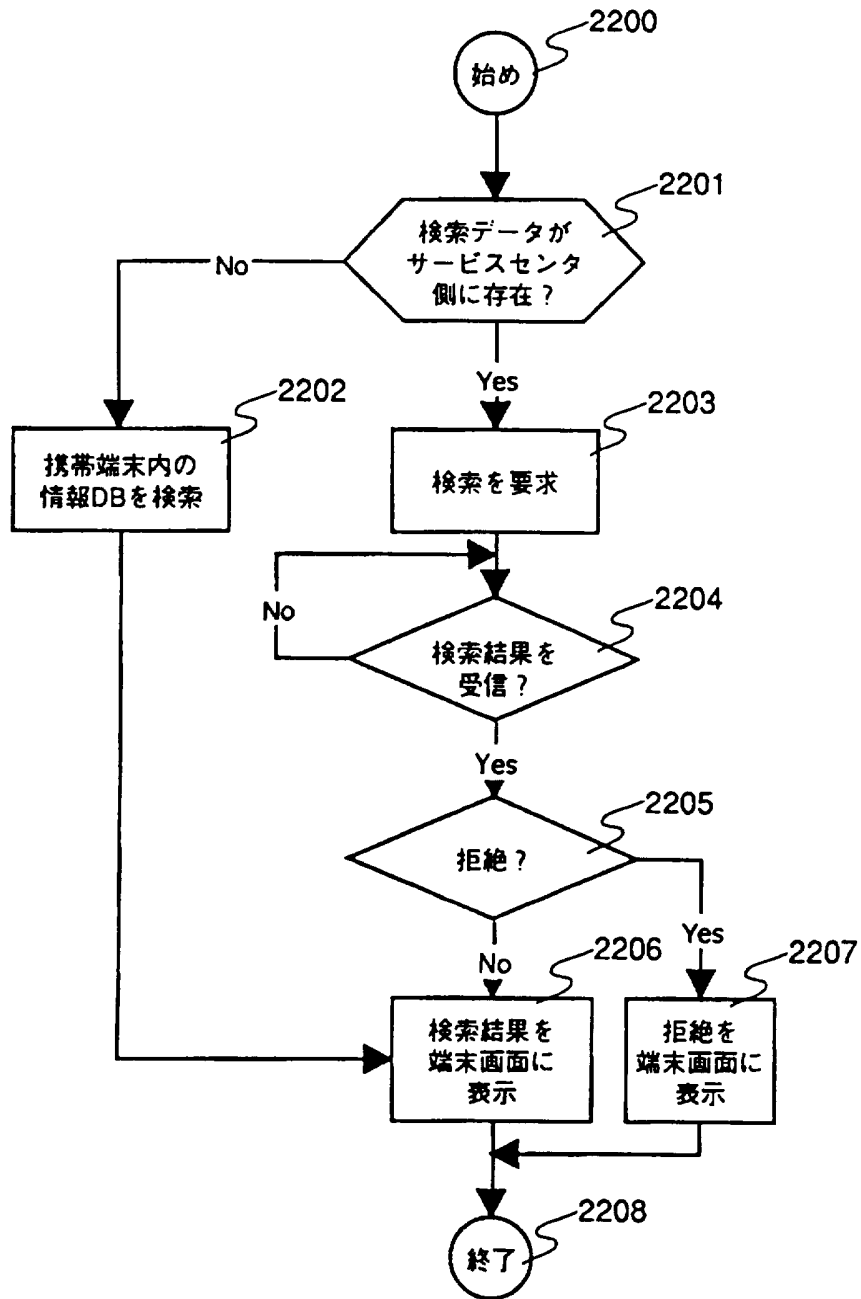 2200
始め
2201
検索データが
サービスセンタ
側に存在?
No
Yes
2202
携帯端末内の
情報DBを検索
2203
検索を要求
No
2204
検索結果を
受信?
Yes
2205
拒絶?
No
Yes
2206
検索結果を
端末画面に
表示
2207
拒絶を
端末画面に
表示
2208
終了